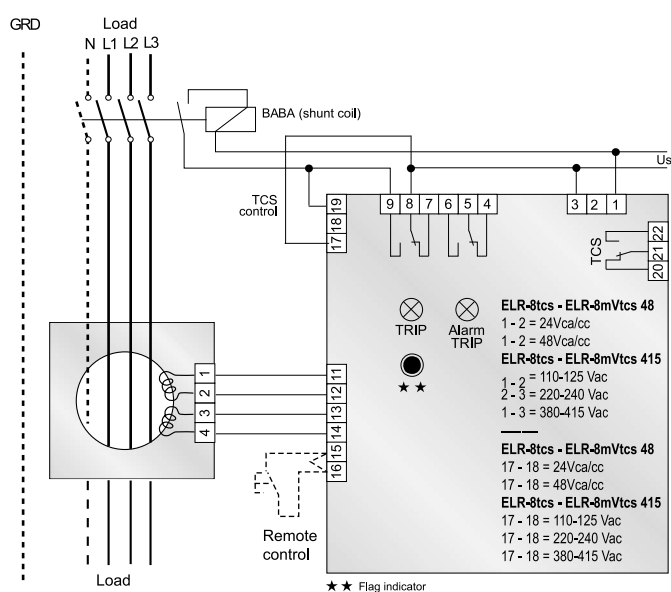 GRD
Load
N L1 L2 L3
BABA (shunt coil)
Us
TCS
control
19
18
17
9 8 7 6 5 4
3 2 1
TCS
22
21
20
TRIP
Alarm
TRIP
★ ★
ELR-8tcs - ELR-8mVtcs 48
1 - 2 = 24Vca/cc
1 - 2 = 48Vca/cc
ELR-8tcs - ELR-8mVtcs 415
1 - 2 = 110-125 Vac
2 - 3 = 220-240 Vac
1 - 3 = 380-415 Vac
ELR-8tcs - ELR-8mVtcs 48
17 - 18 = 24Vca/cc
17 - 18 = 48Vca/cc
ELR-8tcs - ELR-8mVtcs 415
17 - 18 = 110-125 Vac
17 - 18 = 220-240 Vac
17 - 18 = 380-415 Vac
1
2
3
4
11
12
13
14
15
16
Remote
control
Load
★ ★ Flag indicator